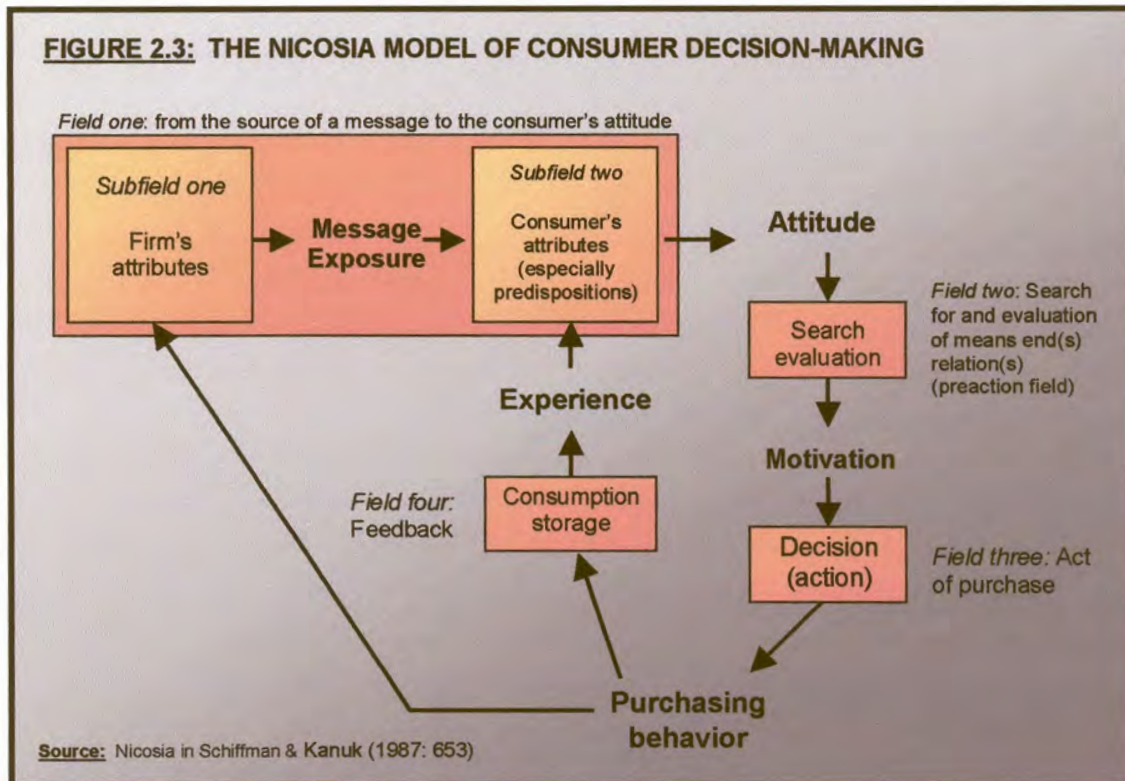 FIGURE 2.3: THE NICOSIA MODEL OF CONSUMER DECISION-MAKING
Field one: from the source of a message to the consumer's attitude
Subfield one
Firm's
attributes
Message
Exposure
Subfield two
Consumer's
attributes
(especially
predispositions)
Attitude
Search
evaluation
Field two: Search
for and evaluation
of means end(s)
relation(s)
(preaction field)
Experience
Motivation
Field four:
Feedback
Consumption
storage
Decision
(action)
Field three: Act
of purchase
Purchasing
behavior
Source: Nicosia in Schiffman & Kanuk (1987: 653)